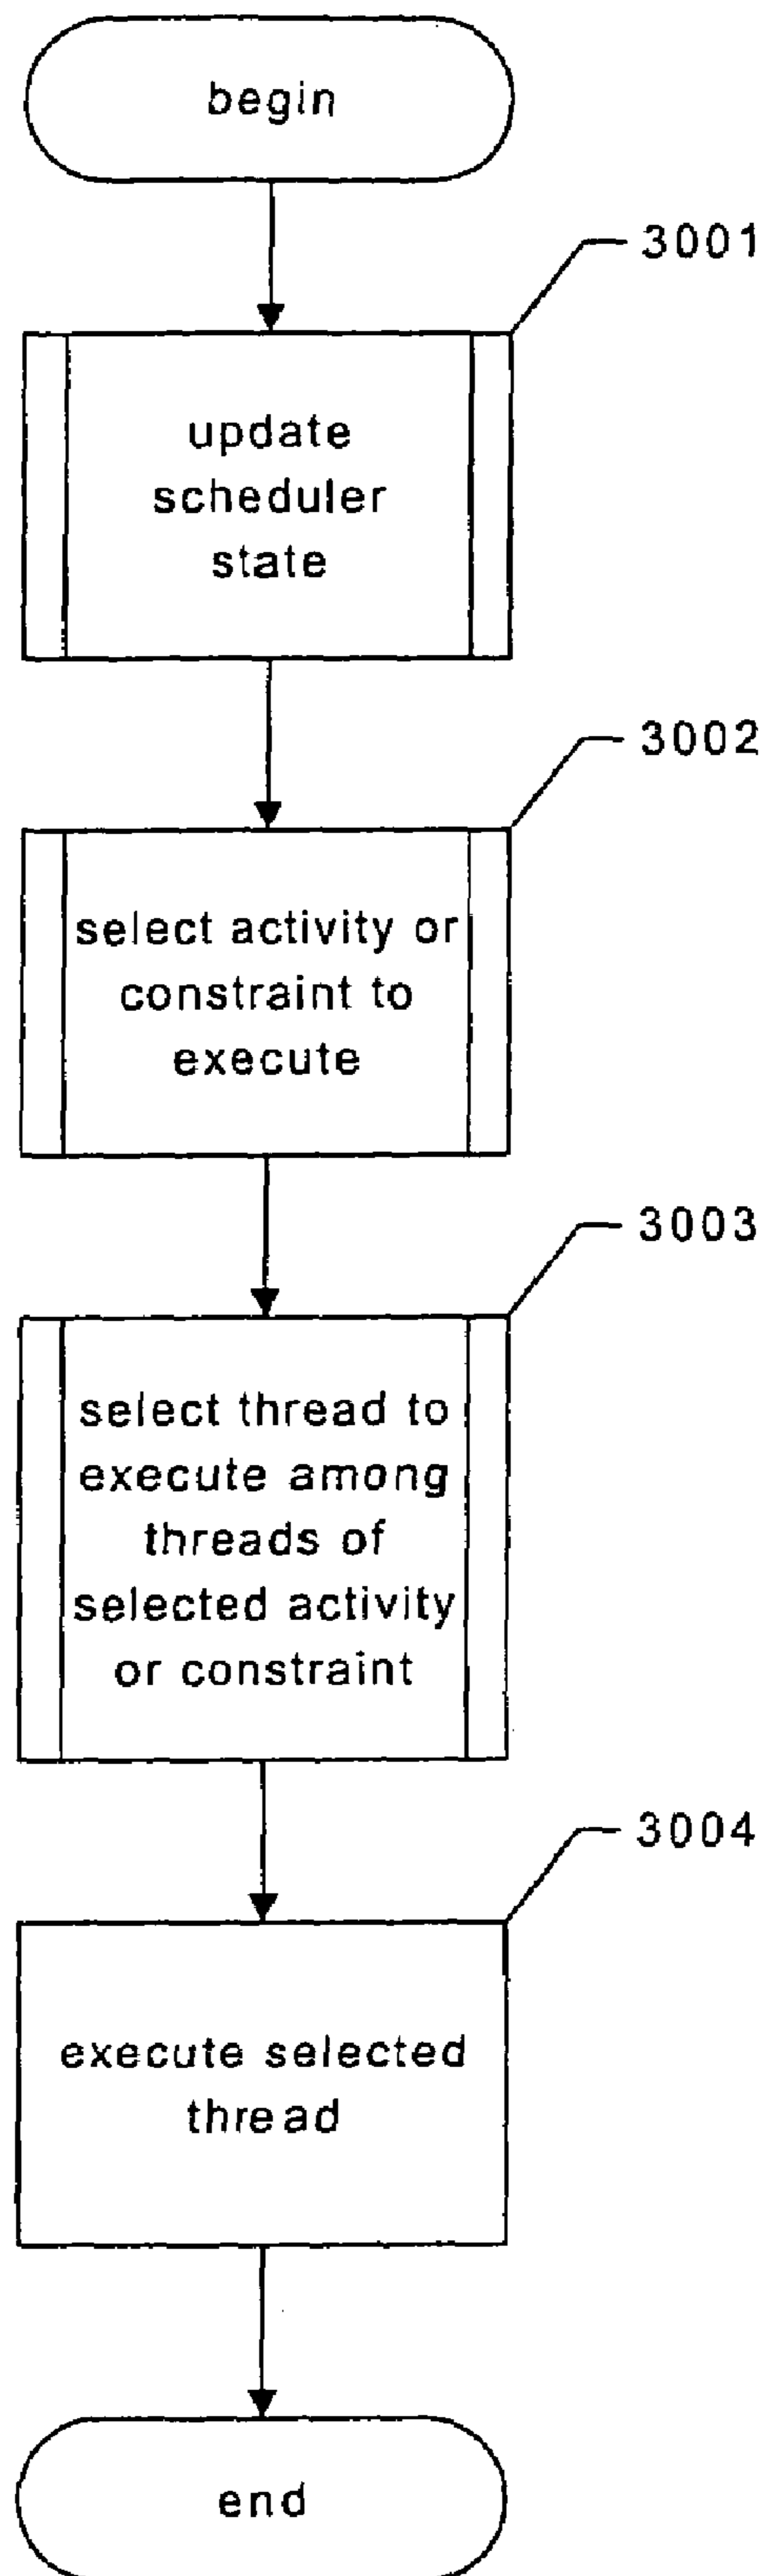 begin
3001
update
scheduler
state
3002
select activity or
constraint to
execute
3003
select thread to
execute among
threads of
selected activity
or constraint
3004
execute selected
thread
end